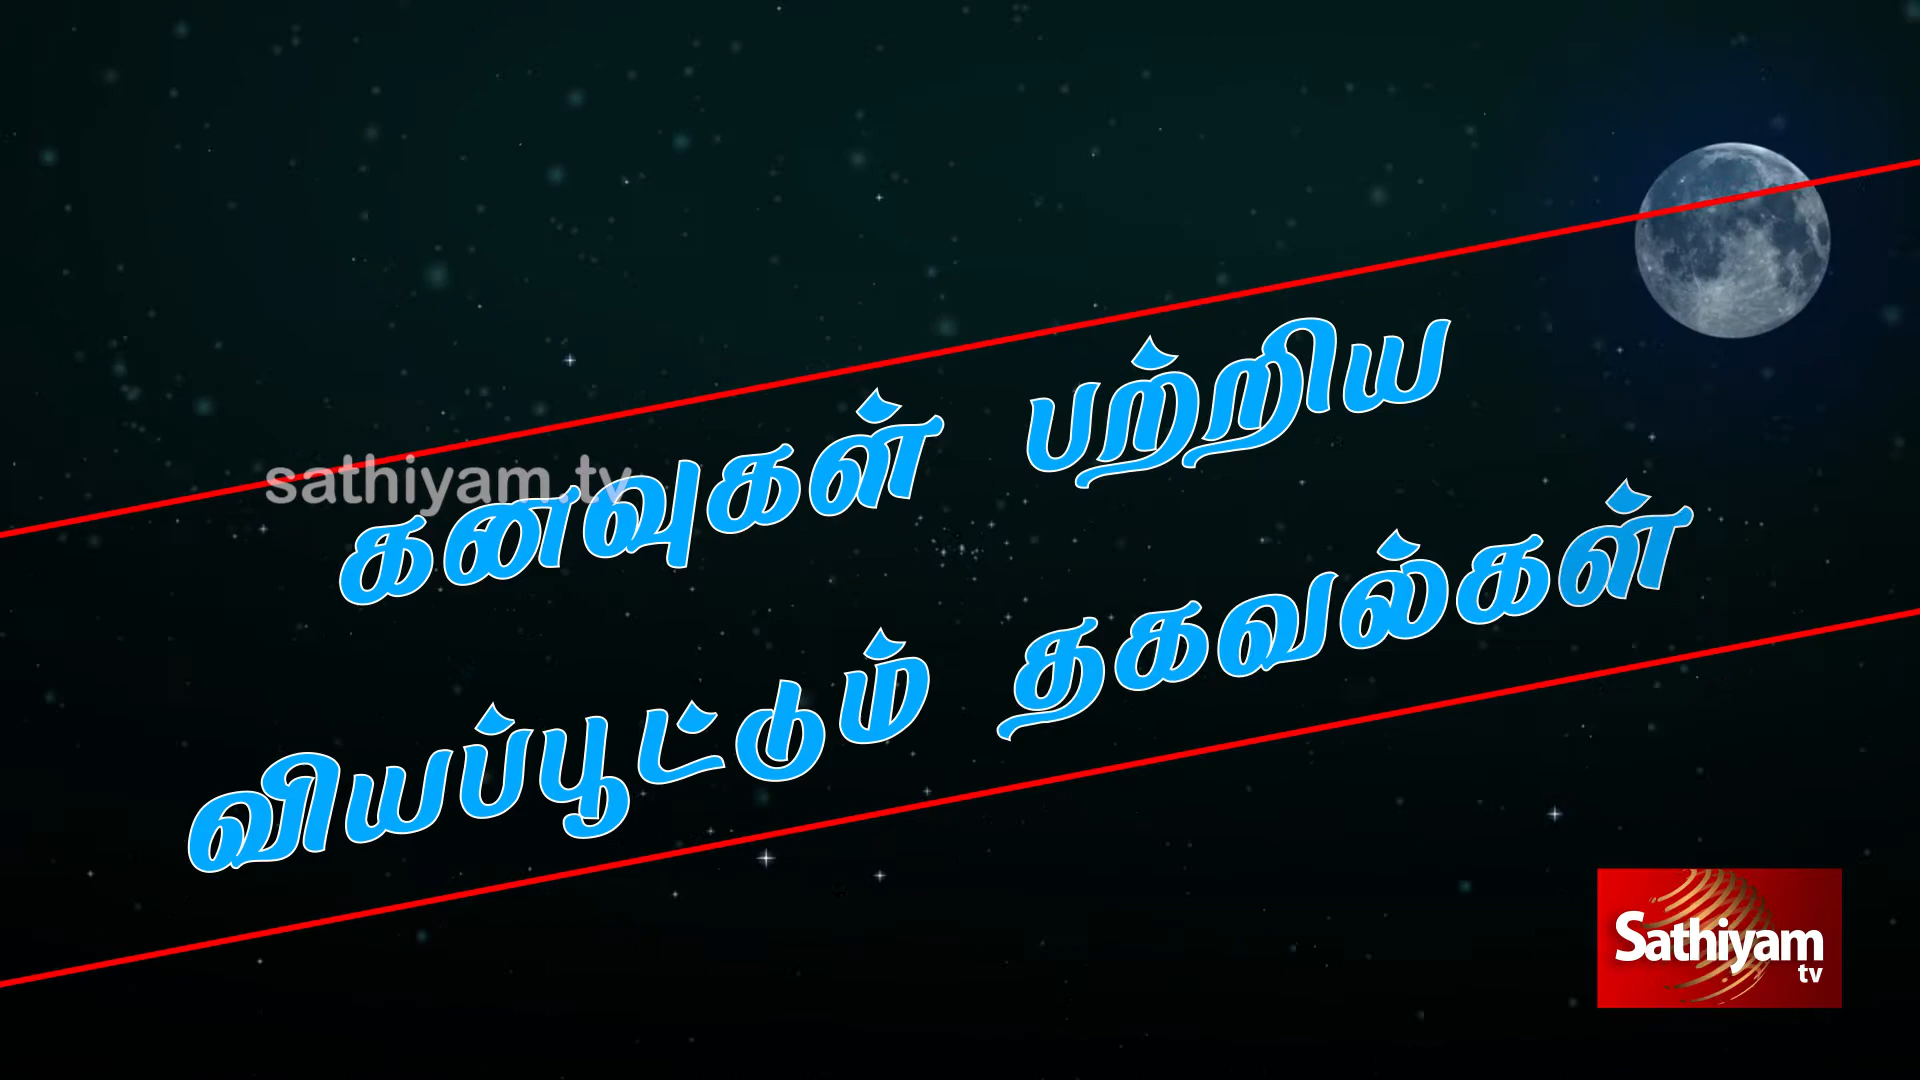 sathiyam.tv
கனவுகள் பற்றிய
வியப்பூட்டும் தகவல்கள்
Sathiyam
tv